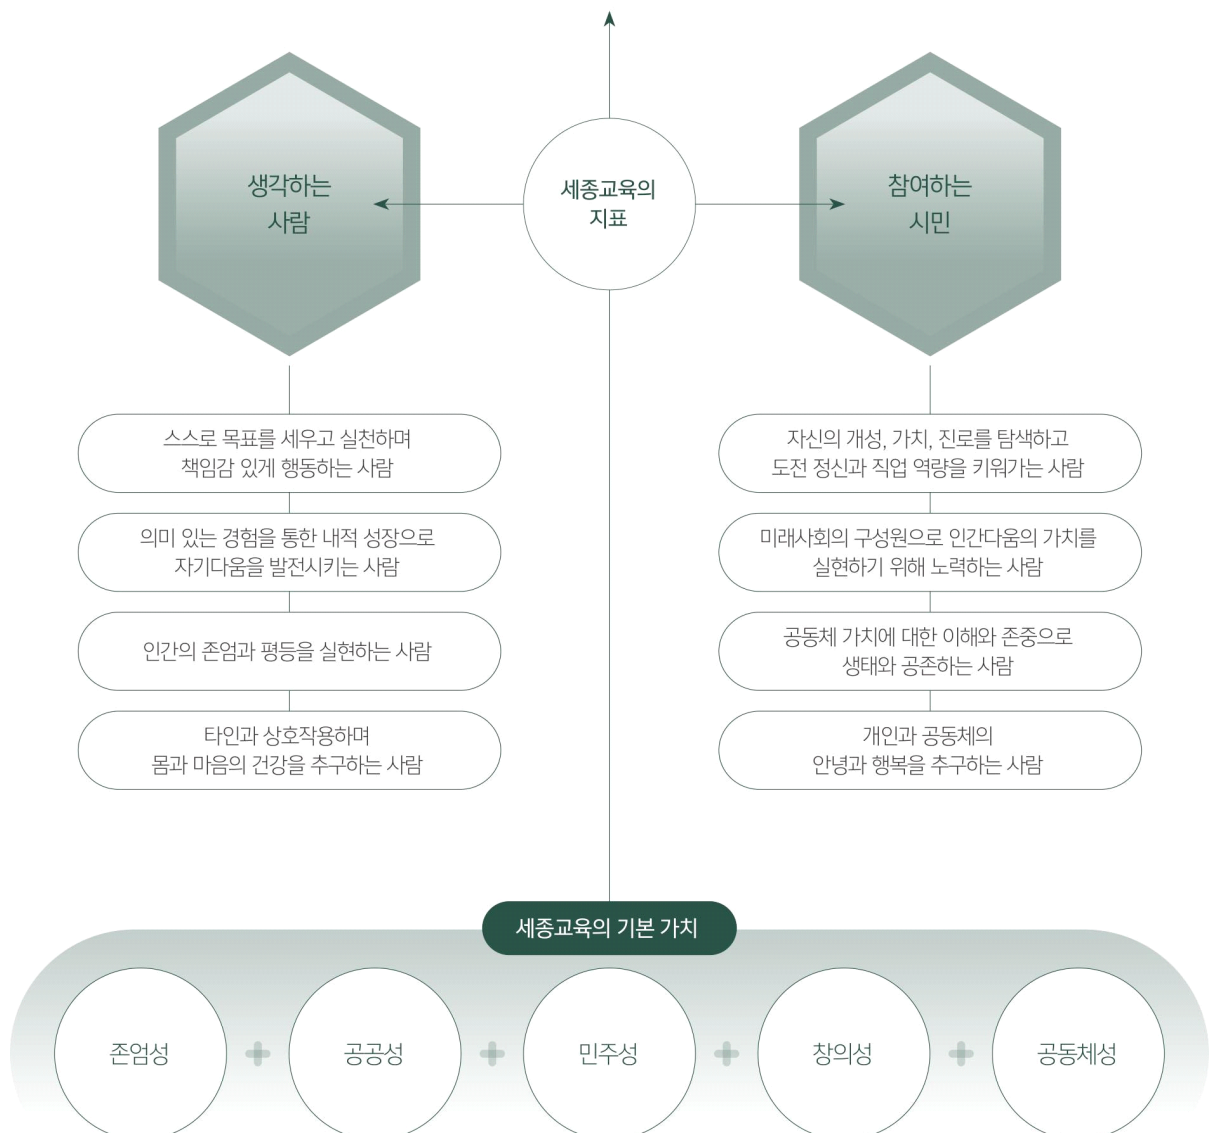 생각하는
사람
세종교육의
지표
참여하는
시민
스스로 목표를 세우고 실천하며
책임감 있게 행동하는 사람
의미 있는 경험을 통한 내적 성장으로
자기다움을 발전시키는 사람
인간의 존엄과 평등을 실현하는 사람
타인과 상호작용하며
몸과 마음의 건강을 추구하는 사람
자신의 개성, 가치, 진로를 탐색하고
도전 정신과 직업 역량을 키워가는 사람
미래사회의 구성원으로 인간다움의 가치를
실현하기 위해 노력하는 사람
공동체 가치에 대한 이해와 존중으로
생태와 공존하는 사람
개인과 공동체의
안녕과 행복을 추구하는 사람
세종교육의 기본 가치
존엄성
공공성
민주성
창의성
공동체성